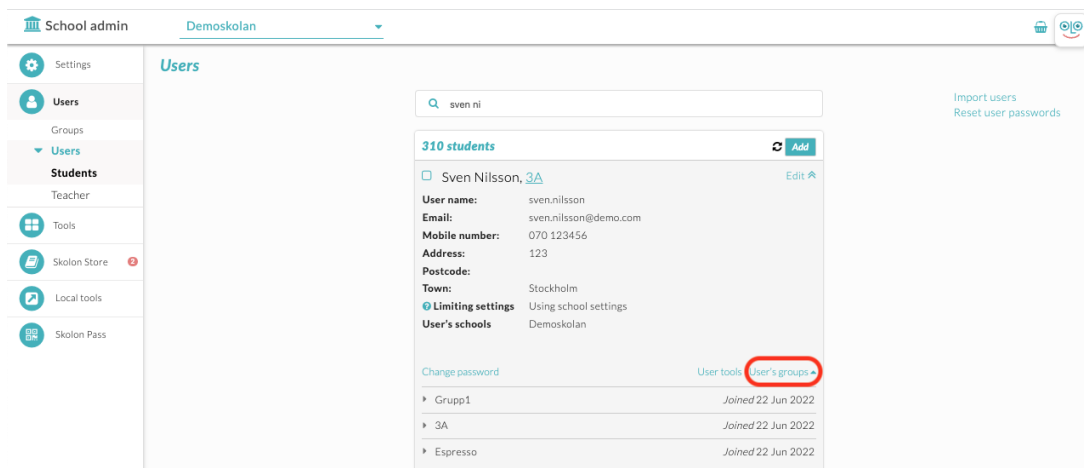 School admin
Demoskolan
Settings
Users
Groups
Users
Students
Teacher
Tools
Skolon Store 2
Local tools
Skolon Pass
Users
sven ni
Import users
Reset user passwords
310 students
Add
Sven Nilsson, 3A
Edit
User name: sven.nilsson
Email: sven.nilsson@demo.com
Mobile number: 070 123456
Address: 123
Postcode:
Town: Stockholm
? Limiting settings Using school settings
User's schools Demoskolan
Change password
User tools
User's groups
Grupp1 Joined 22 Jun 2022
3A Joined 22 Jun 2022
Espresso Joined 22 Jun 2022